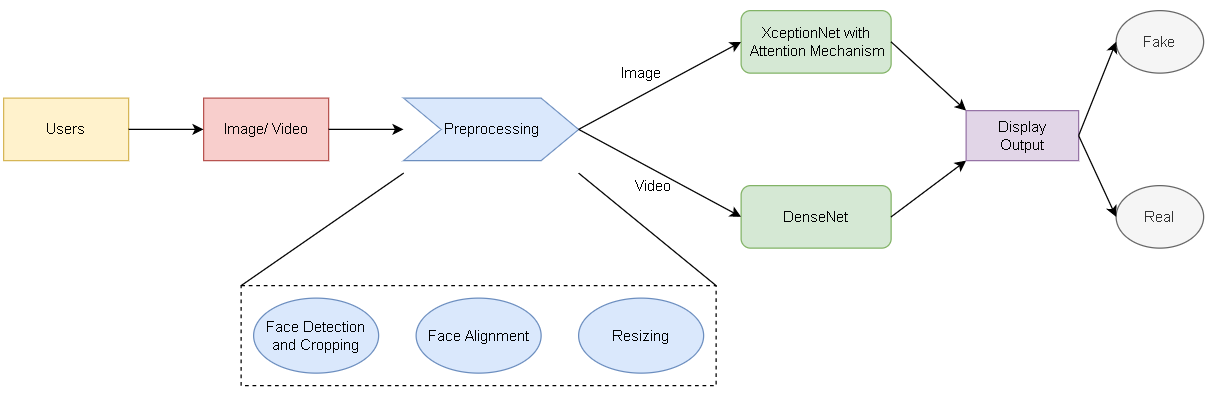 Users
Image/ Video
Preprocessing
Image
Video
XceptionNet with
Attention Mechanism
DenseNet
Display
Output
Fake
Real
Face Detection
and Cropping
Face Alignment
Resizing